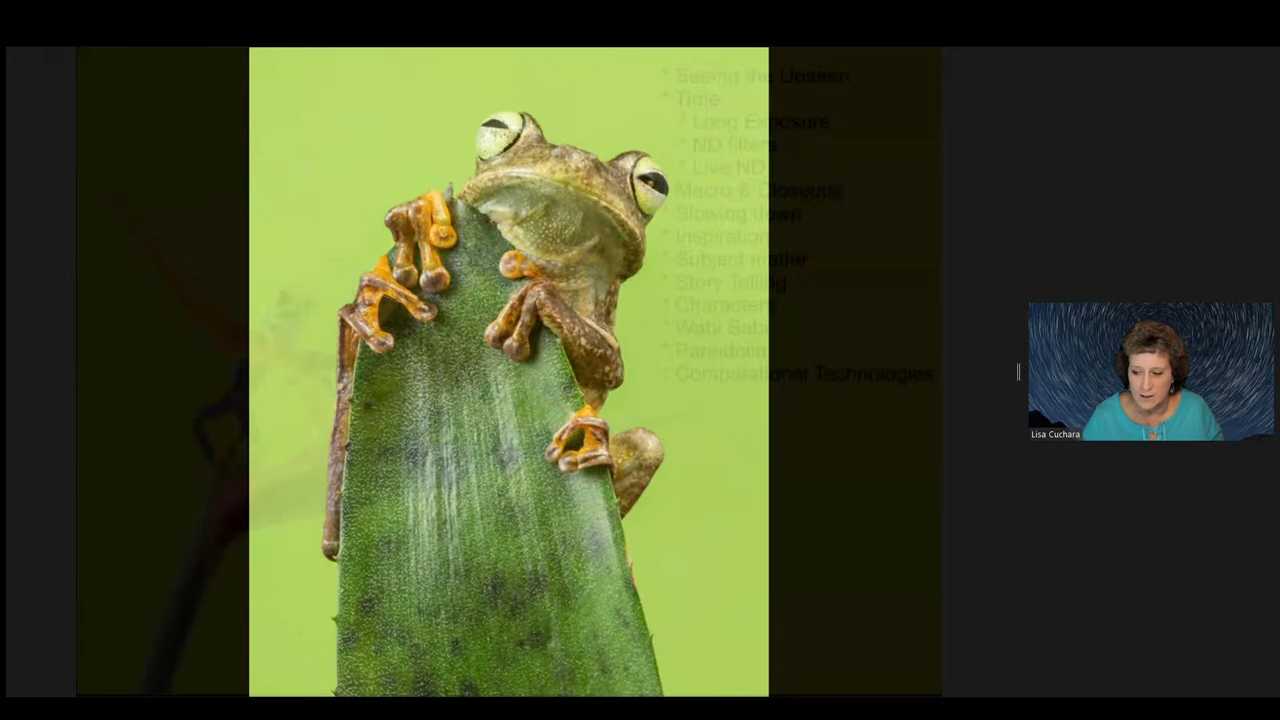 * Seeing the Unseen
* Time
* Long Exposure
* ND filters
* Live ND
* Macro & Closeups
* Slowing down
* Inspiration
* Subject matter
* Story Telling
* Characters
* Wabi Sabi
* Pareidolia
* Computational Technologies
Lisa Cuchara